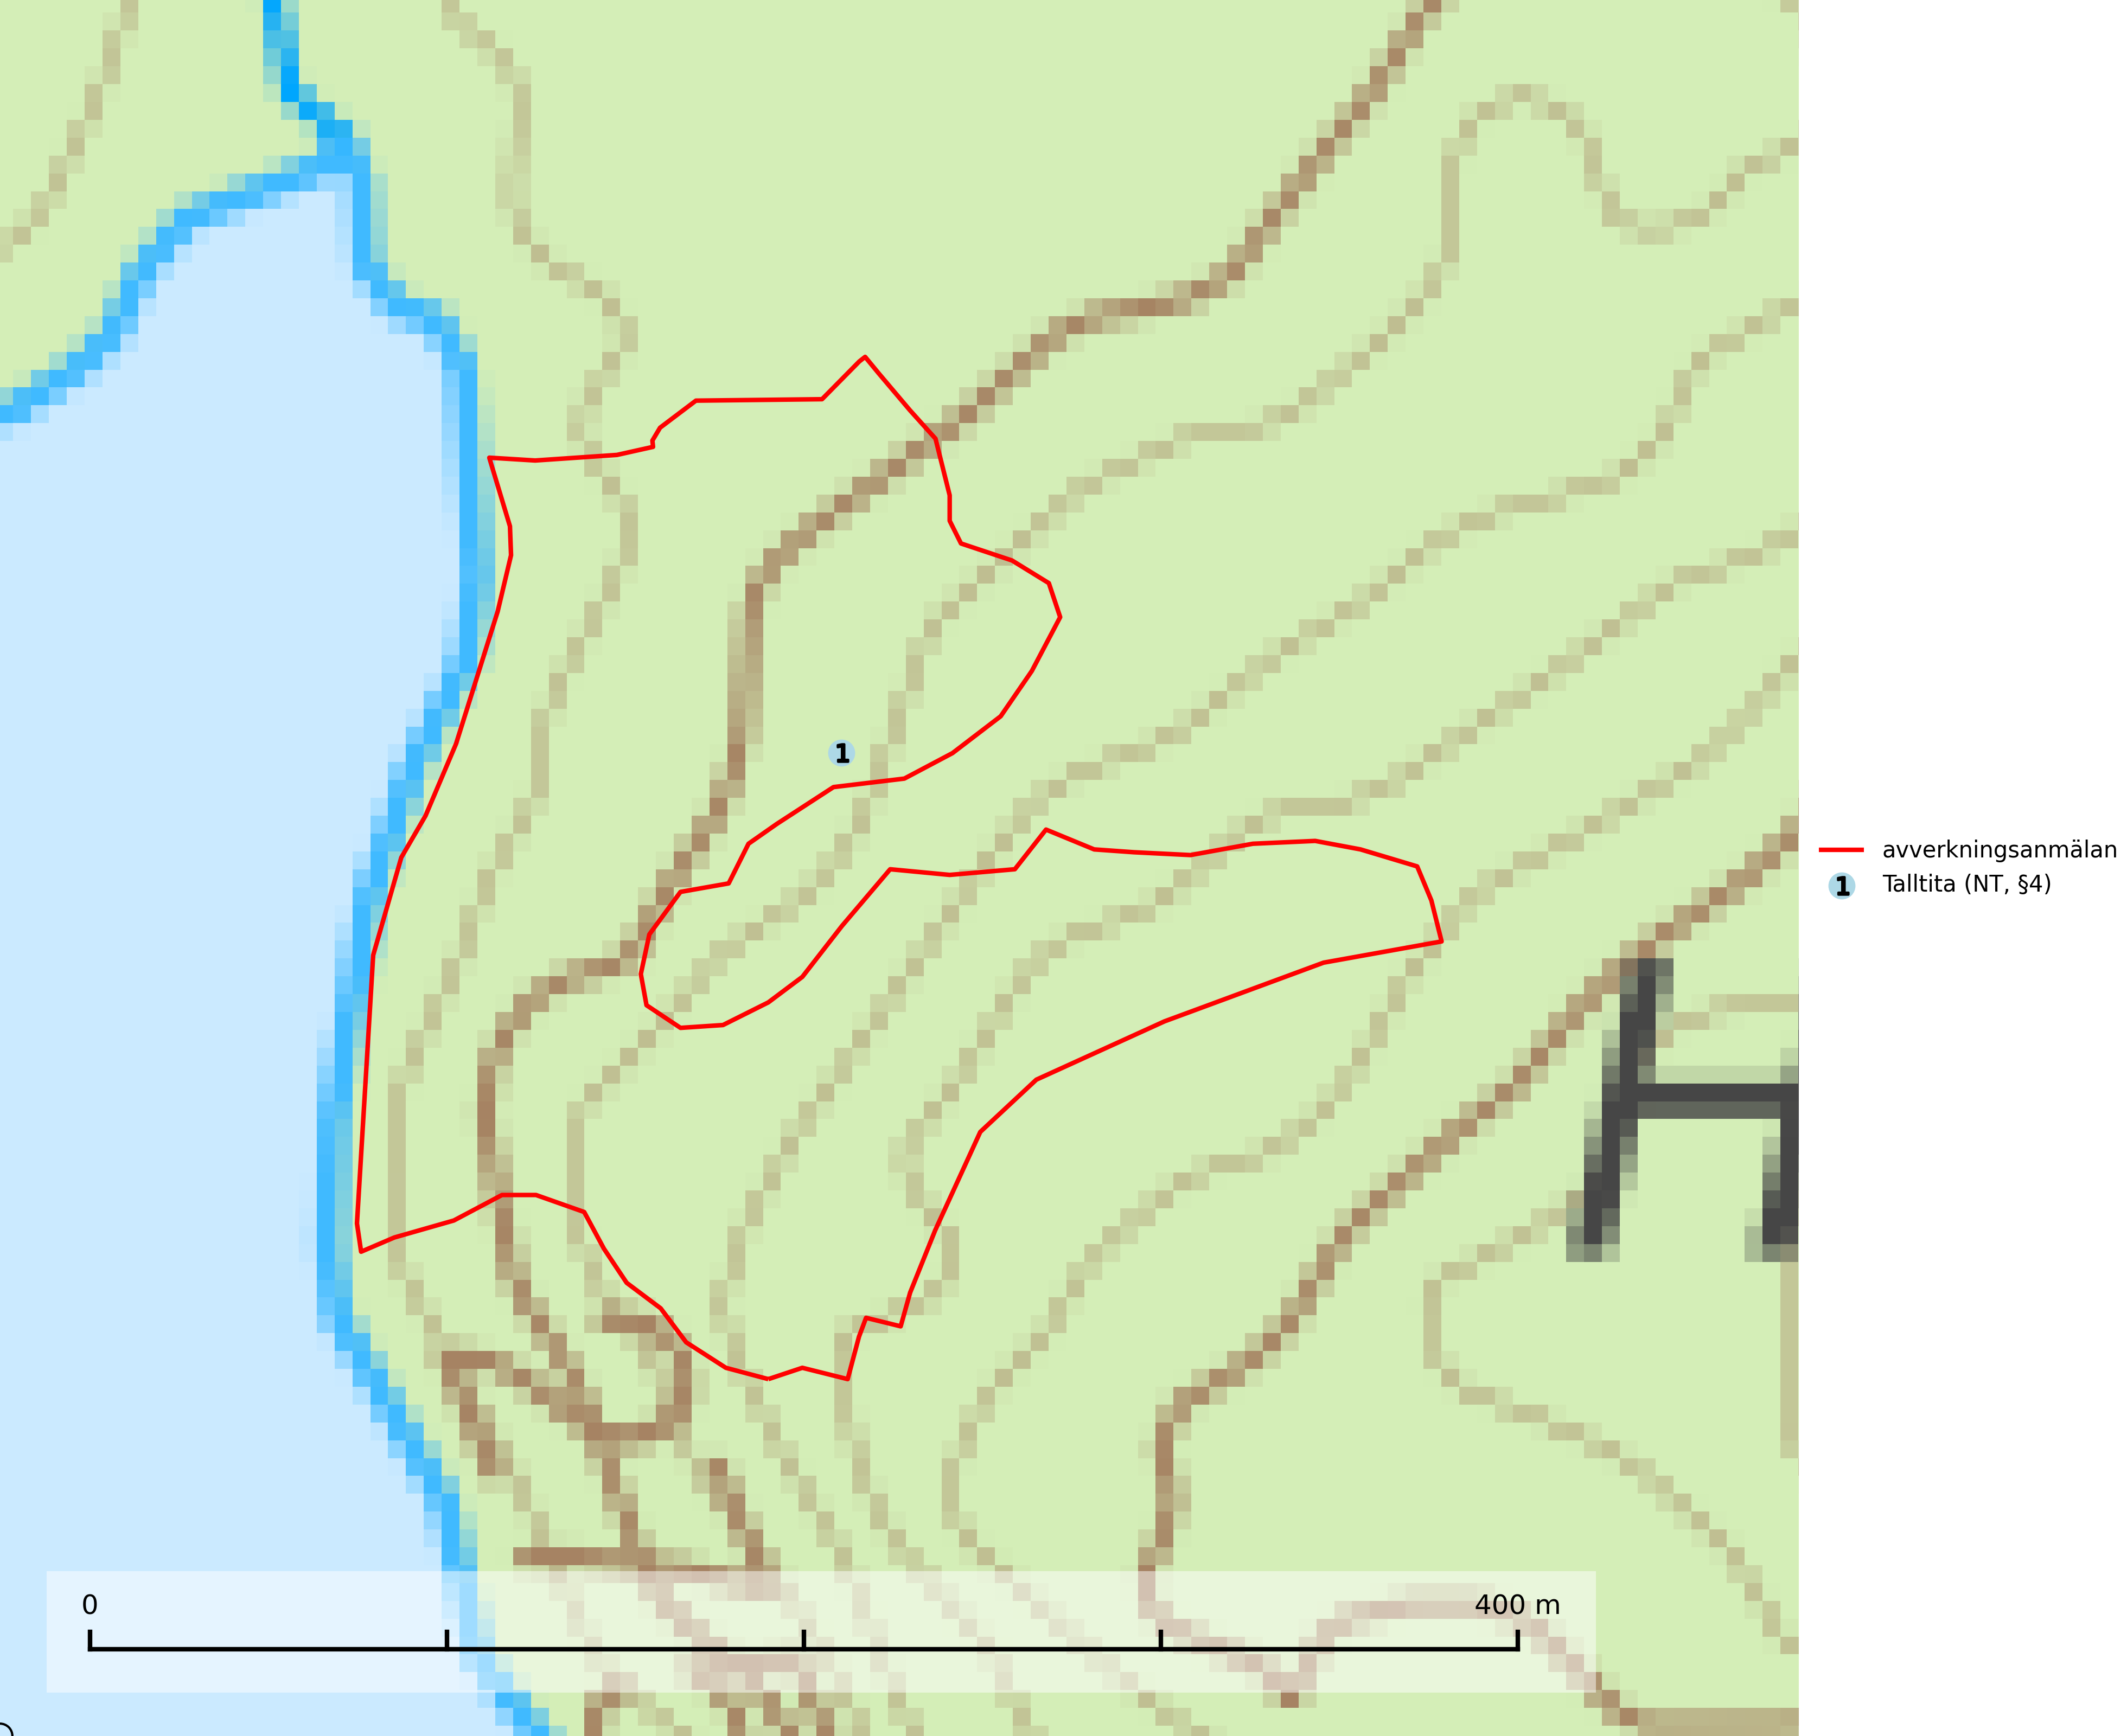 1
avverkningsanmälan
1 Talltita (NT, §4)
0 400 m